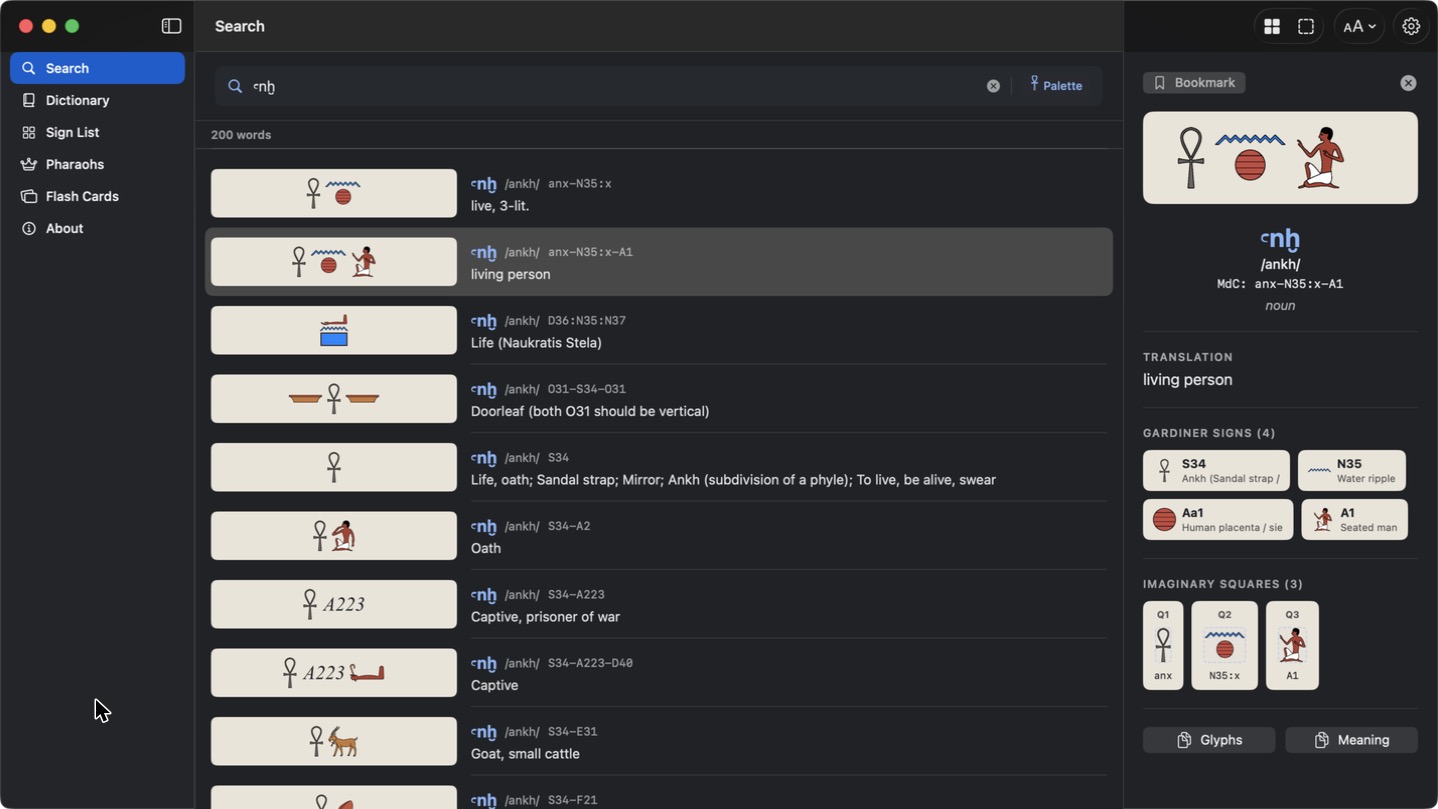 Search
Search
Dictionary
Sign List
Pharaohs
Flash Cards
About
ꜥnḫ
Palette
200 words
ꜥnḫ /ankh/ anx-N35:x
live, 3-lit.
ꜥnḫ /ankh/ anx-N35:x-A1
living person
ꜥnḫ /ankh/ D36:N35:N37
Life (Naukratis Stela)
ꜥnḫ /ankh/ O31-S34-O31
Doorleaf (both O31 should be vertical)
ꜥnḫ /ankh/ S34
Life, oath; Sandal strap; Mirror; Ankh (subdivision of a phyle); To live, be alive, swear
ꜥnḫ /ankh/ S34-A2
Oath
A223
ꜥnḫ /ankh/ S34-A223
Captive, prisoner of war
A223
ꜥnḫ /ankh/ S34-A223-D40
Captive
ꜥnḫ /ankh/ S34-E31
Goat, small cattle
ꜥnḫ /ankh/ S34-F21
AA
Bookmark
ꜥnḫ
/ankh/
MdC: anx-N35:x-A1
noun
TRANSLATION
living person
GARDINER SIGNS (4)
S34
Ankh (Sandal strap /
N35
Water ripple
Aa1
Human placenta / sie
A1
Seated man
IMAGINARY SQUARES (3)
Q1 Q2 Q3
anx N35:x A1
Glyphs Meaning